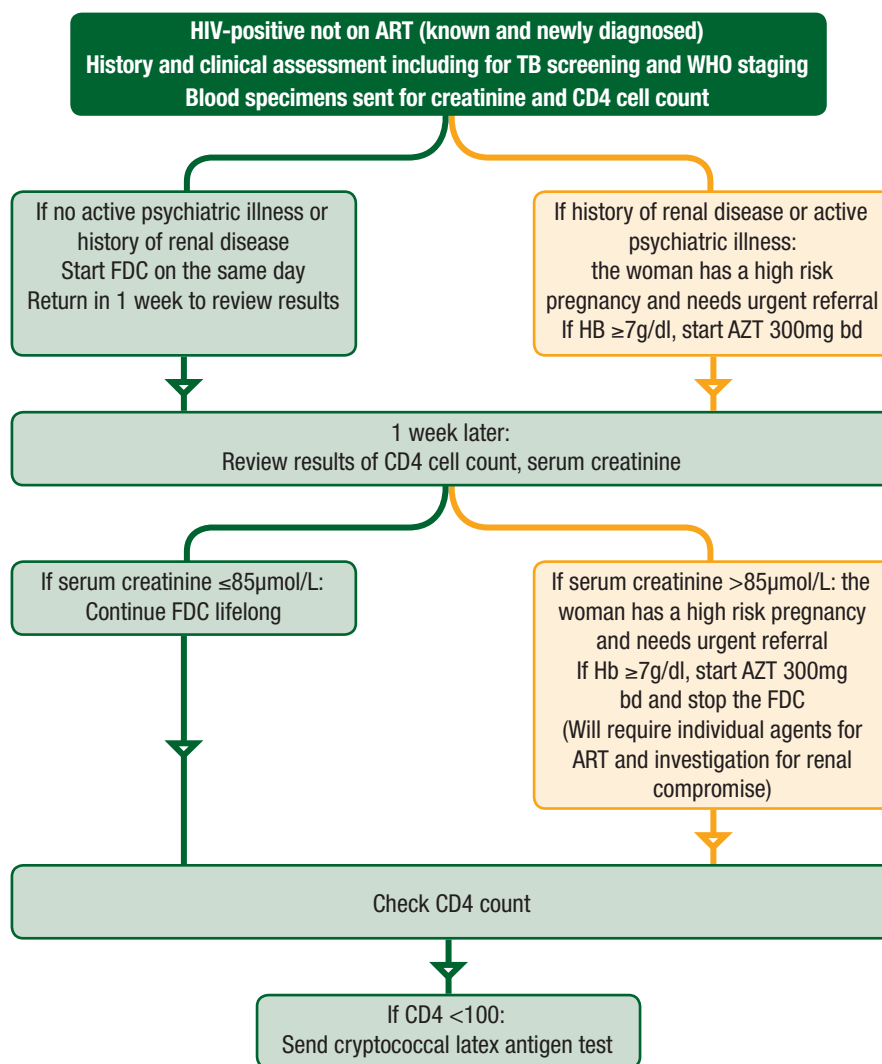 HIV-positive not on ART (known and newly diagnosed)
History and clinical assessment including for TB screening and WHO staging
Blood specimens sent for creatinine and CD4 cell count
If no active psychiatric illness or
history of renal disease
Start FDC on the same day
Return in 1 week to review results
If history of renal disease or active
psychiatric illness:
the woman has a high risk
pregnancy and needs urgent referral
If HB ≥7g/dl, start AZT 300mg bd
1 week later:
Review results of CD4 cell count, serum creatinine
If serum creatinine ≤85μmol/L:
Continue FDC lifelong
If serum creatinine >85μmol/L: the
woman has a high risk pregnancy
and needs urgent referral
If Hb ≥7g/dl, start AZT 300mg
bd and stop the FDC
(Will require individual agents for
ART and investigation for renal
compromise)
Check CD4 count
If CD4 <100:
Send cryptococcal latex antigen test